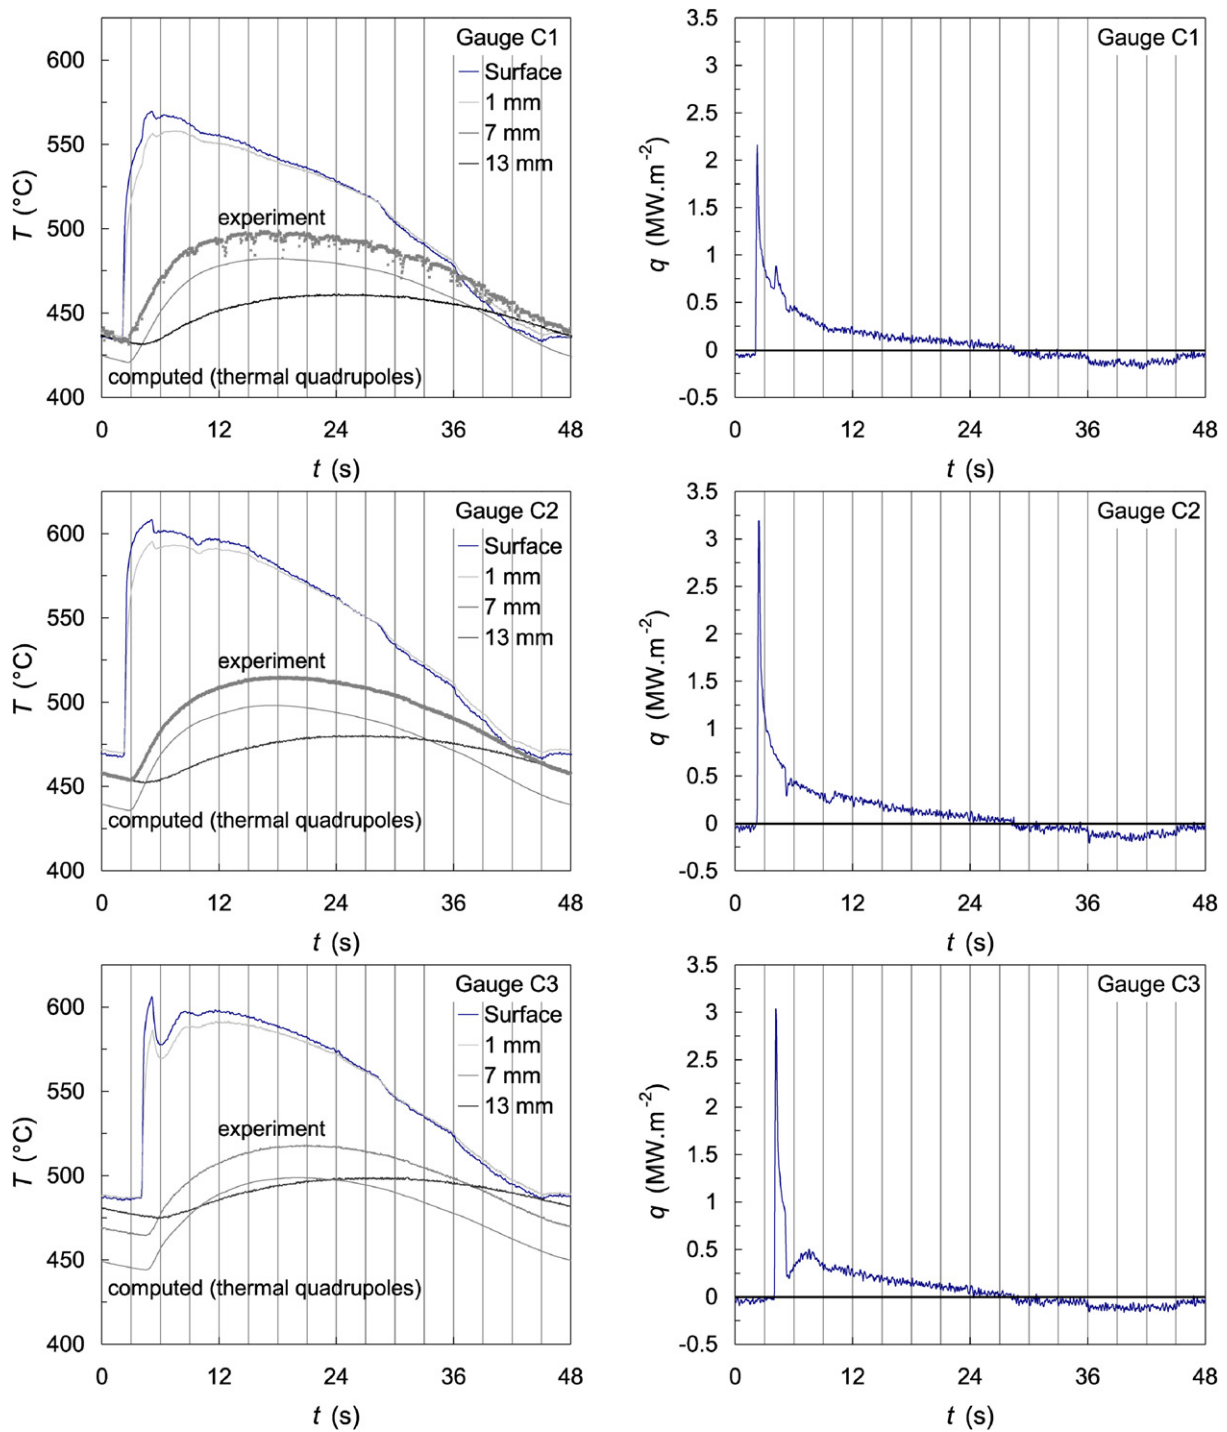 Gauge C1
Surface
1 mm
7 mm
13 mm
experiment
computed (thermal quadrupoles)
600
550
500
450
400
T (°C)
0 12 24 36 48
t (s)
Gauge C1
3.5
3
2.5
2
1.5
1
0.5
0
-0.5
q (MW.m-2)
0 12 24 36 48
t (s)
Gauge C2
Surface
1 mm
7 mm
13 mm
experiment
computed (thermal quadrupoles)
600
550
500
450
400
T (°C)
0 12 24 36 48
t (s)
Gauge C2
3.5
3
2.5
2
1.5
1
0.5
0
-0.5
q (MW.m-2)
0 12 24 36 48
t (s)
Gauge C3
Surface
1 mm
7 mm
13 mm
experiment
computed (thermal quadrupoles)
600
550
500
450
400
T (°C)
0 12 24 36 48
t (s)
Gauge C3
3.5
3
2.5
2
1.5
1
0.5
0
-0.5
q (MW.m-2)
0 12 24 36 48
t (s)